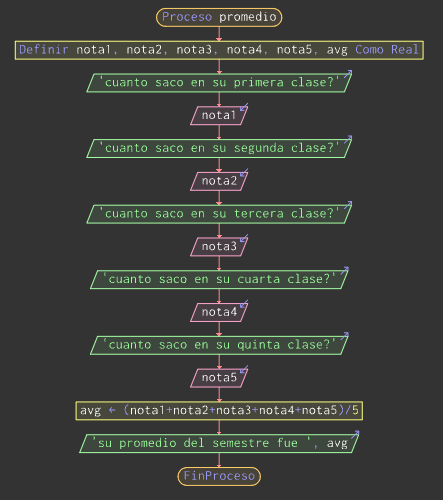 Proceso promedio
Definir nota1, nota2, nota3, nota4, nota5, avg Como Real
'cuanto saco en su primera clase?'
nota1
'cuanto saco en su segunda clase?'
nota2
'cuanto saco en su tercera clase?'
nota3
'cuanto saco en su cuarta clase?'
nota4
'cuanto saco en su quinta clase?'
nota5
avg ← (nota1+nota2+nota3+nota4+nota5)/5
'su promedio del semestre fue ', avg
FinProceso